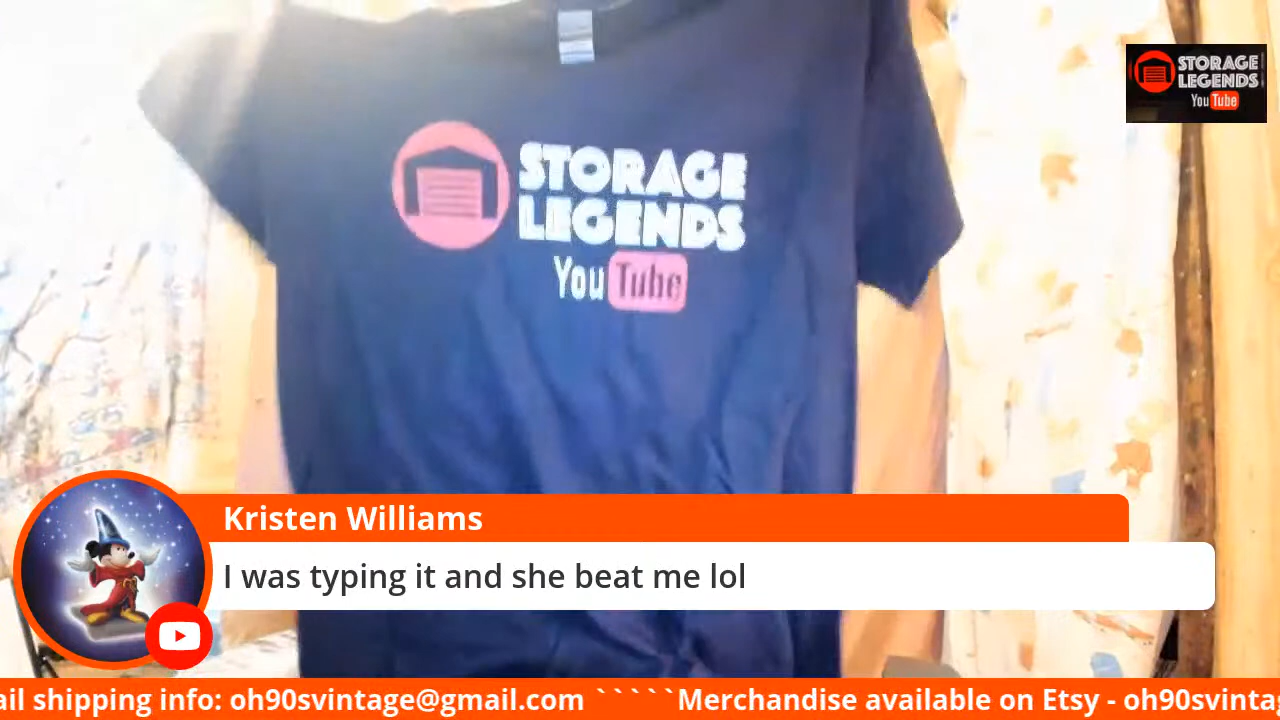 STORAGE
LEGENDS
YouTube
STORAGE
LEGENDS
YouTube
Kristen Williams
I was typing it and she beat me lol
ail shipping info: oh90svintage@gmail.com `````Merchandise available on Etsy - oh90svintag